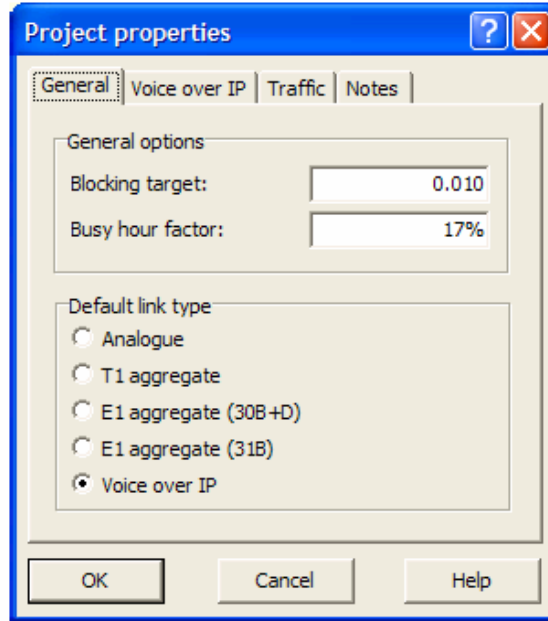 Project properties
General Voice over IP Traffic Notes
General options
Blocking target: 0.010
Busy hour factor: 17%
Default link type
Analogue
T1 aggregate
E1 aggregate (30B+D)
E1 aggregate (31B)
Voice over IP
OK Cancel Help